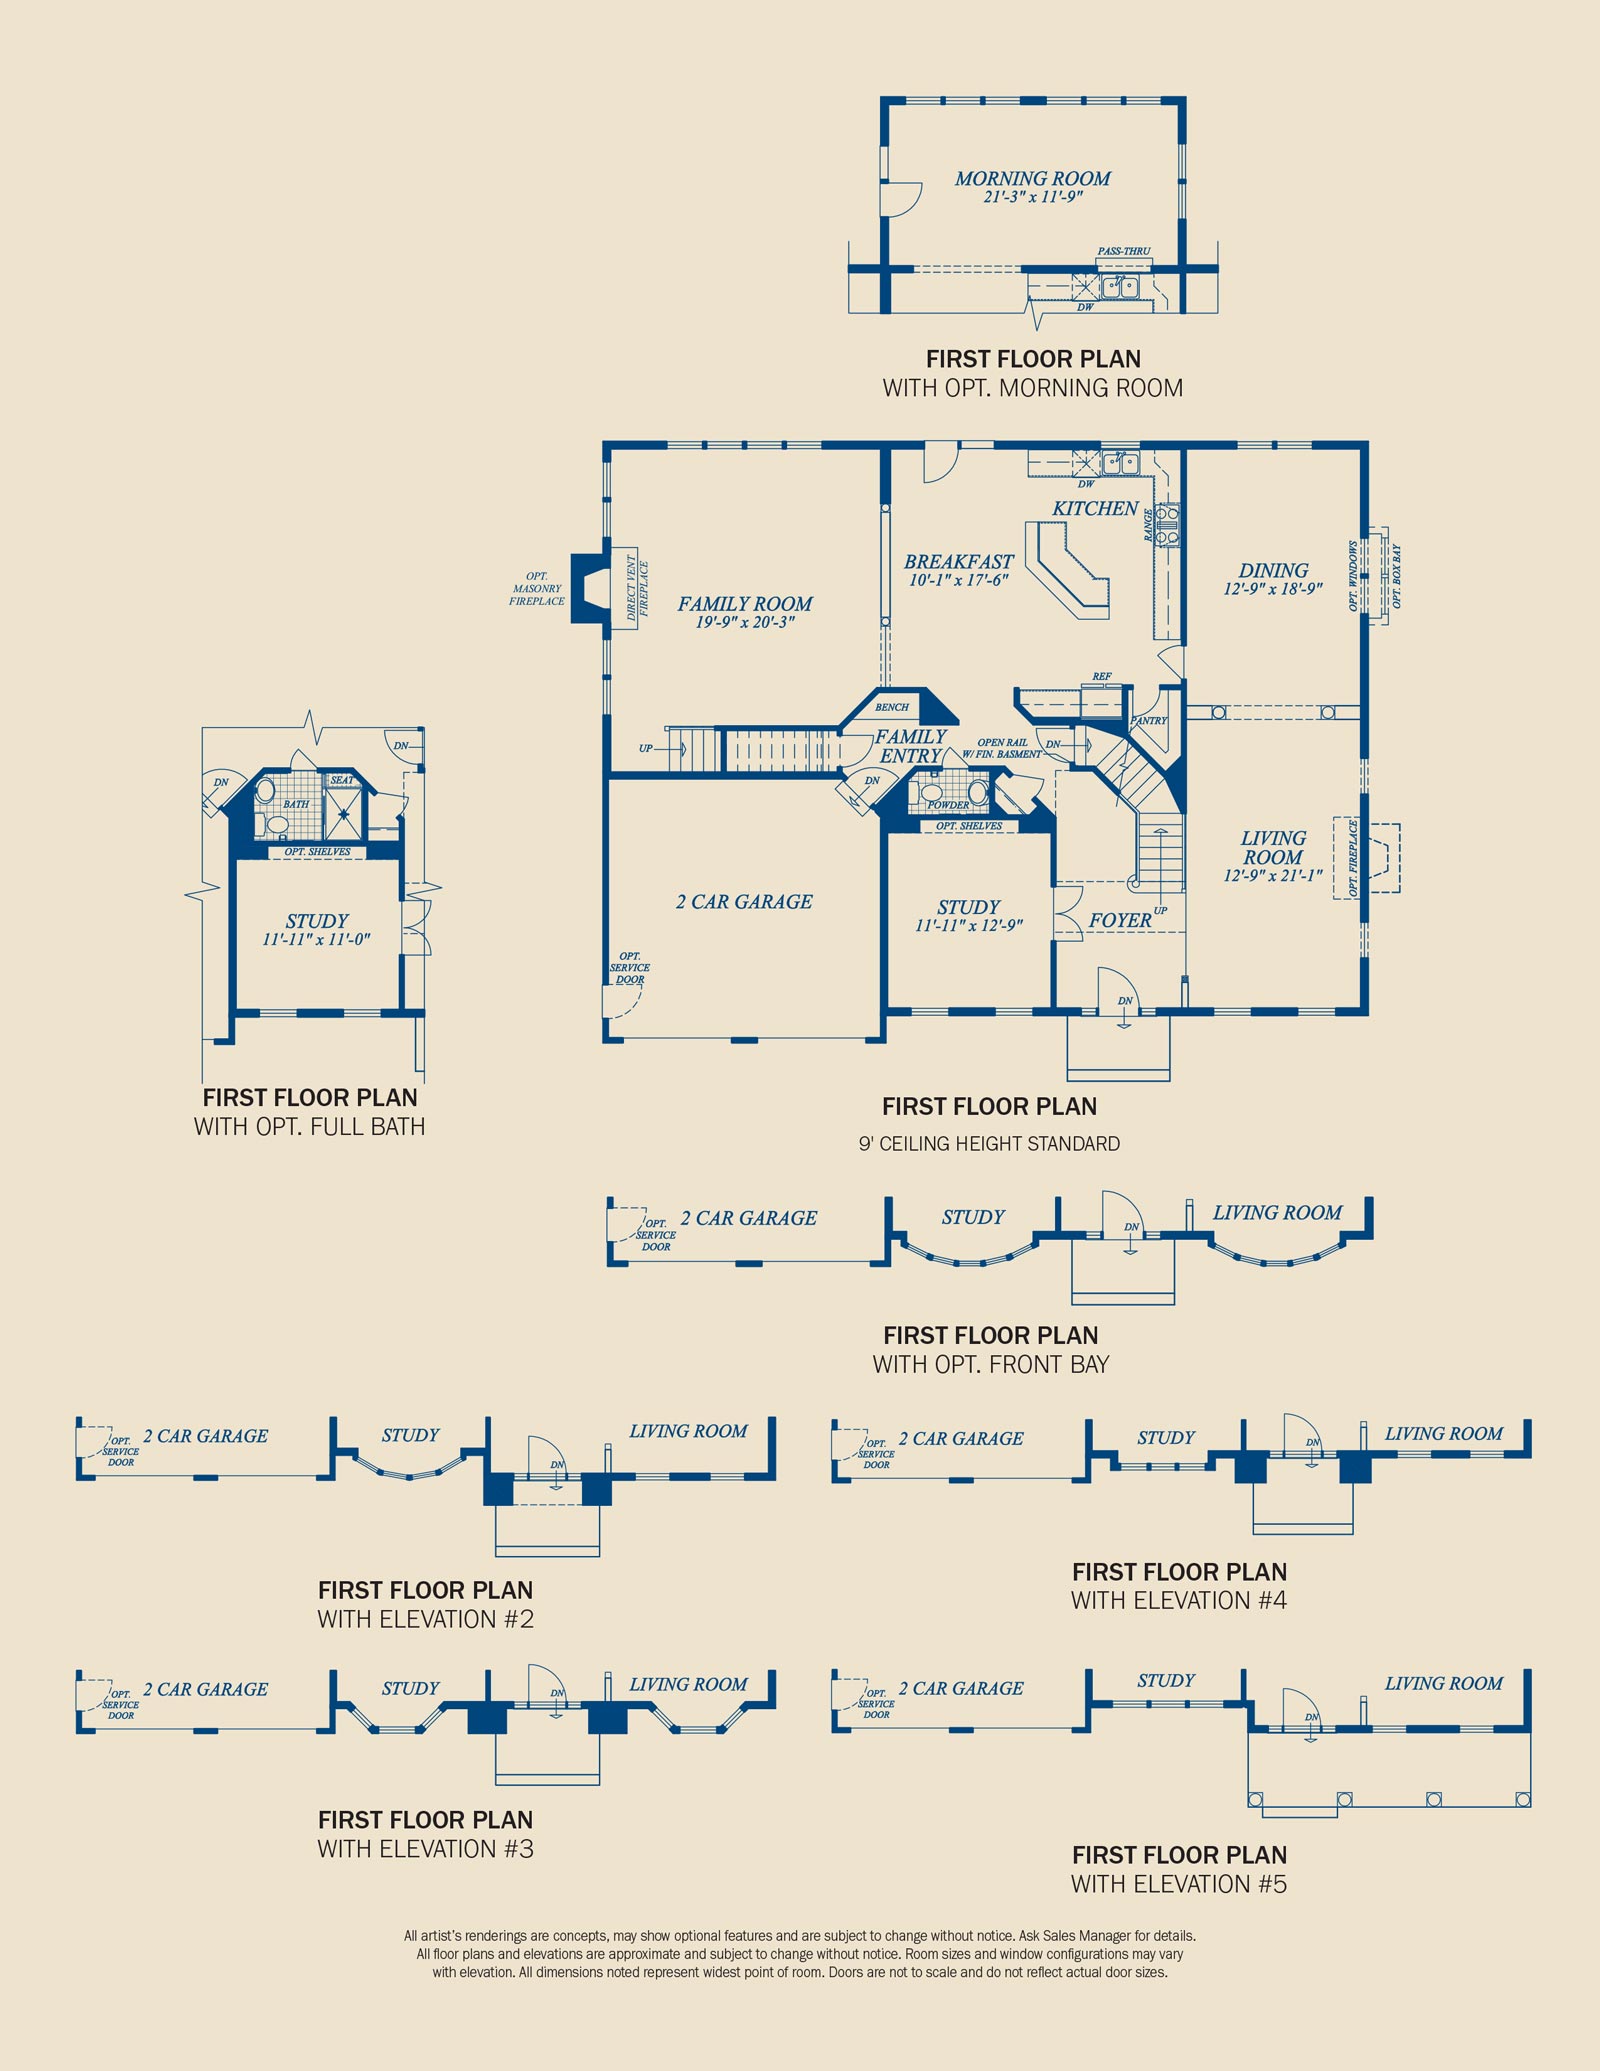 MORNING ROOM
21'-3" x 11'-9"
PASS-THRU
DW
FIRST FLOOR PLAN
WITH OPT. MORNING ROOM
DW
KITCHEN
RANGE
BREAKFAST
10'-1" x 17'-6"
DINING
12'-9" x 18'-9"
OPT. WINDOWS
OPT. BOX BAY
OPT.
MASONRY
FIREPLACE
DIRECT VENT
FIREPLACE
FAMILY ROOM
19'-9" x 20'-3"
REF
PANTRY
BENCH
FAMILY
ENTRY
UP
OPEN RAIL
W/ FIN. BASMENT
DN
DN
POWDER
OPT. SHELVES
LIVING
ROOM
12'-9" x 21'-1"
OPT. FIREPLACE
2 CAR GARAGE
STUDY
11'-11" x 12'-9"
UP
FOYER
OPT.
SERVICE
DOOR
DN
FIRST FLOOR PLAN
9' CEILING HEIGHT STANDARD
DN
DN
SEAT
BATH
OPT. SHELVES
STUDY
11'-11" x 11'-0"
FIRST FLOOR PLAN
WITH OPT. FULL BATH
2 CAR GARAGE
OPT.
SERVICE
DOOR
STUDY
DN
LIVING ROOM
FIRST FLOOR PLAN
WITH OPT. FRONT BAY
2 CAR GARAGE
OPT.
SERVICE
DOOR
STUDY
DN
LIVING ROOM
FIRST FLOOR PLAN
WITH ELEVATION #2
2 CAR GARAGE
OPT.
SERVICE
DOOR
STUDY
DN
LIVING ROOM
FIRST FLOOR PLAN
WITH ELEVATION #4
2 CAR GARAGE
OPT.
SERVICE
DOOR
STUDY
DN
LIVING ROOM
FIRST FLOOR PLAN
WITH ELEVATION #3
2 CAR GARAGE
OPT.
SERVICE
DOOR
STUDY
DN
LIVING ROOM
FIRST FLOOR PLAN
WITH ELEVATION #5
All artist's renderings are concepts, may show optional features and are subject to change without notice. Ask Sales Manager for details.
All floor plans and elevations are approximate and subject to change without notice. Room sizes and window configurations may vary
with elevation. All dimensions noted represent widest point of room. Doors are not to scale and do not reflect actual door sizes.